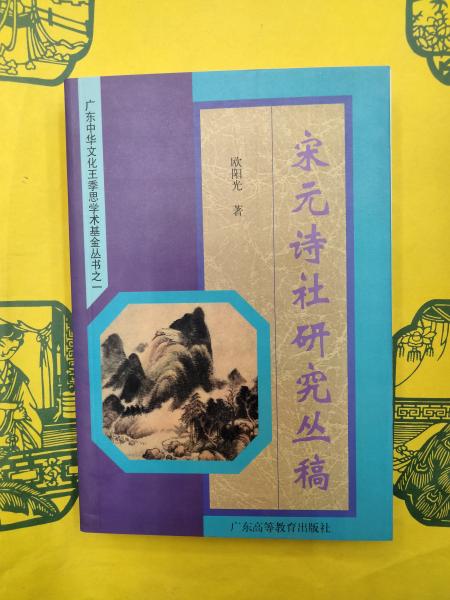 宋元诗社研究丛稿
欧阳光 著
广东中华文化王季思学术基金丛书之一
广东高等教育出版社